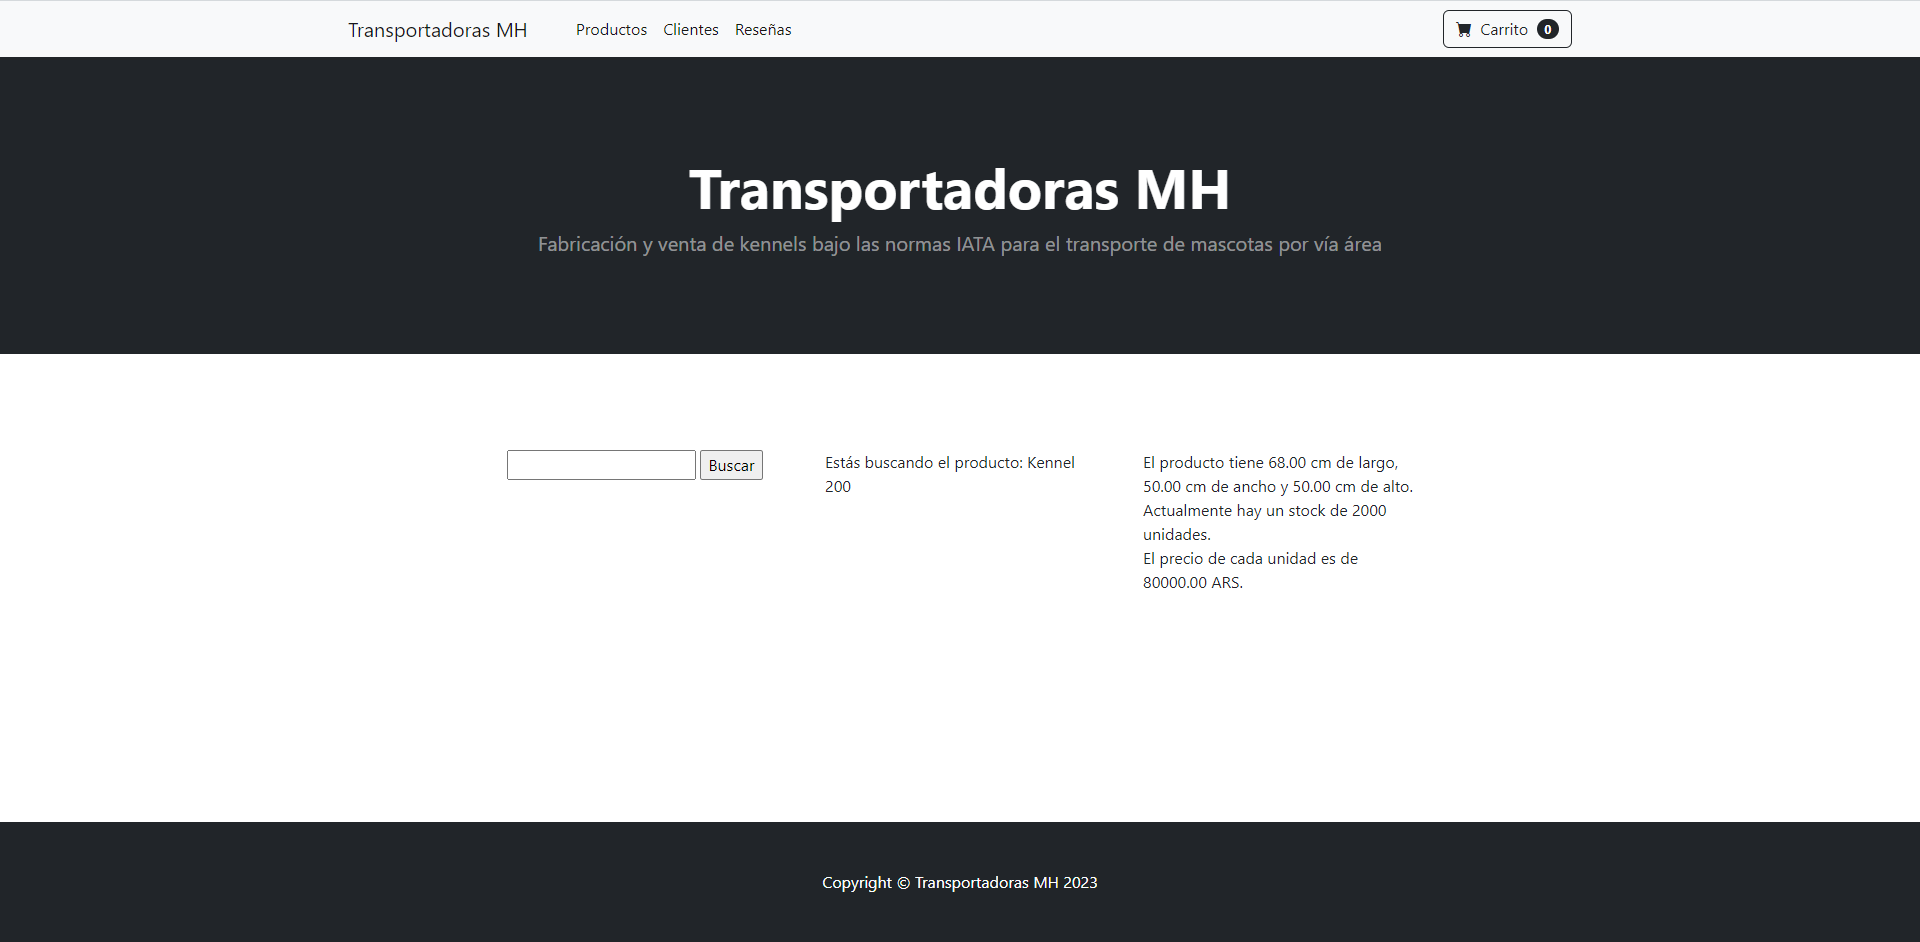 Transportadoras MH
Productos
Clientes
Reseñas
Carrito 0
Transportadoras MH
Fabricación y venta de kennels bajo las normas IATA para el transporte de mascotas por vía área
Buscar
Estás buscando el producto: Kennel
200
El producto tiene 68.00 cm de largo,
50.00 cm de ancho y 50.00 cm de alto.
Actualmente hay un stock de 2000
unidades.
El precio de cada unidad es de
80000.00 ARS.
Copyright © Transportadoras MH 2023